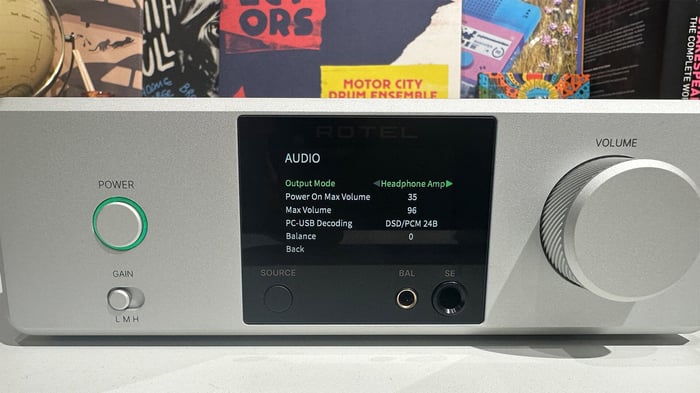 ORS
MOTOR CITY
DRUM ENSEMBLE
THE COMPLETE WO
ROTEL
AUDIO
Output Mode ◀Headphone Amp▶
Power On Max Volume 35
Max Volume 96
PC-USB Decoding DSD/PCM 24B
Balance 0
Back
POWER
GAIN
L M H
SOURCE
BAL
SE
VOLUME